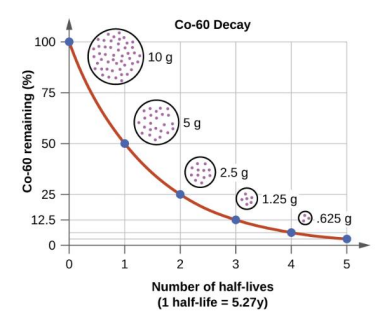 Co-60 Decay
100
10 g
75
5 g
50
2.5 g
25
1.25 g
12.5
.625 g
0
Co-60 remaining (%)
0 1 2 3 4 5
Number of half-lives
(1 half-life = 5.27y)